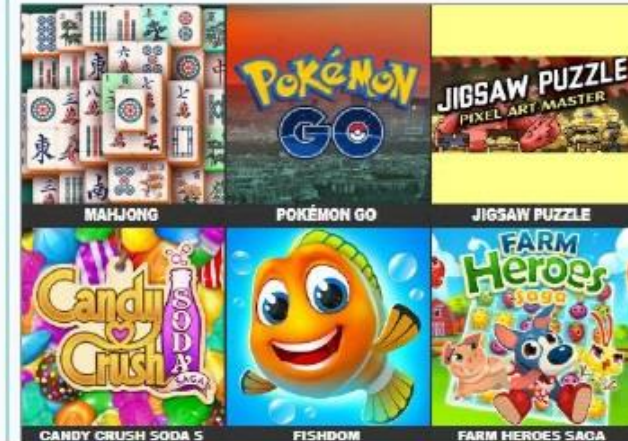 MAHJONG
POKÉMON
GO
POKÉMON GO
JIGSAW PUZZLE
PIXEL ART MASTER
JIGSAW PUZZLE
Candy
Crush
SODA
SAGA
CANDY CRUSH SODA S
FISHDOM
FARM
Heroes
saga
FARM HEROES SAGA